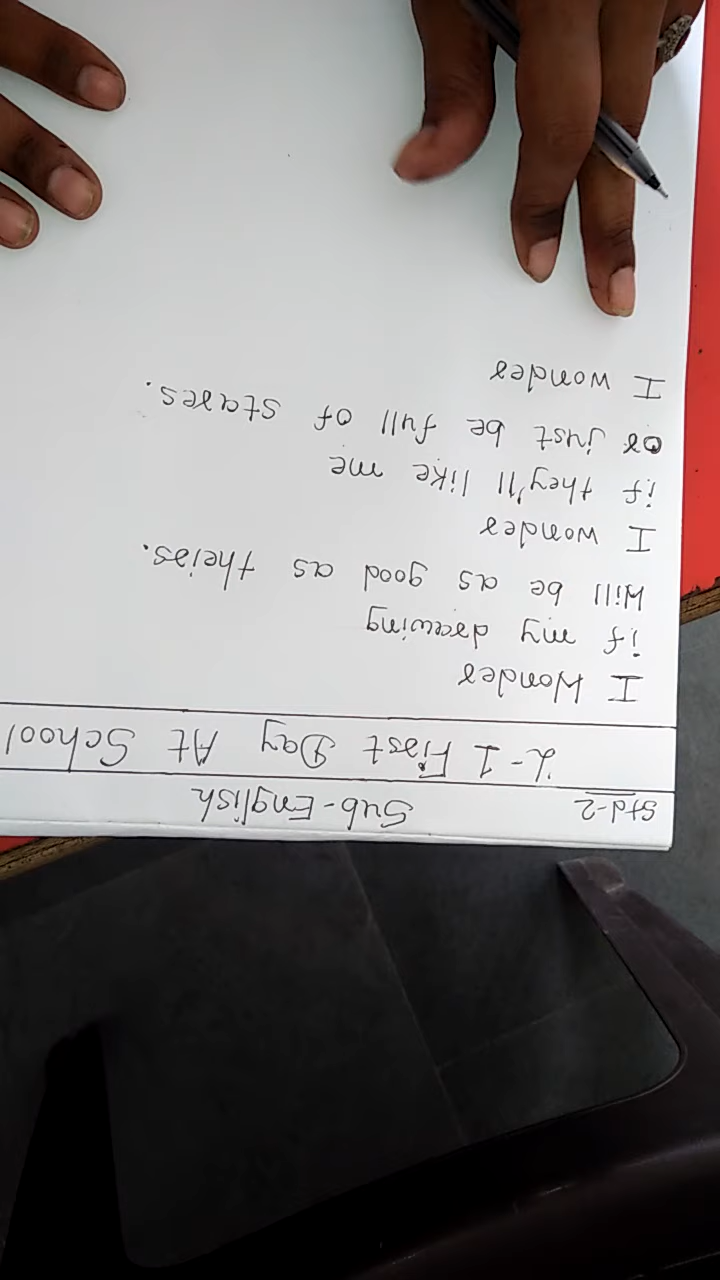 Std-2 Sub-English
L-1 First Day At School
I Wonder
if my drawing
Will be as good as theirs.
I wonder
if they'll like me
or just be full of stares.
I wonder